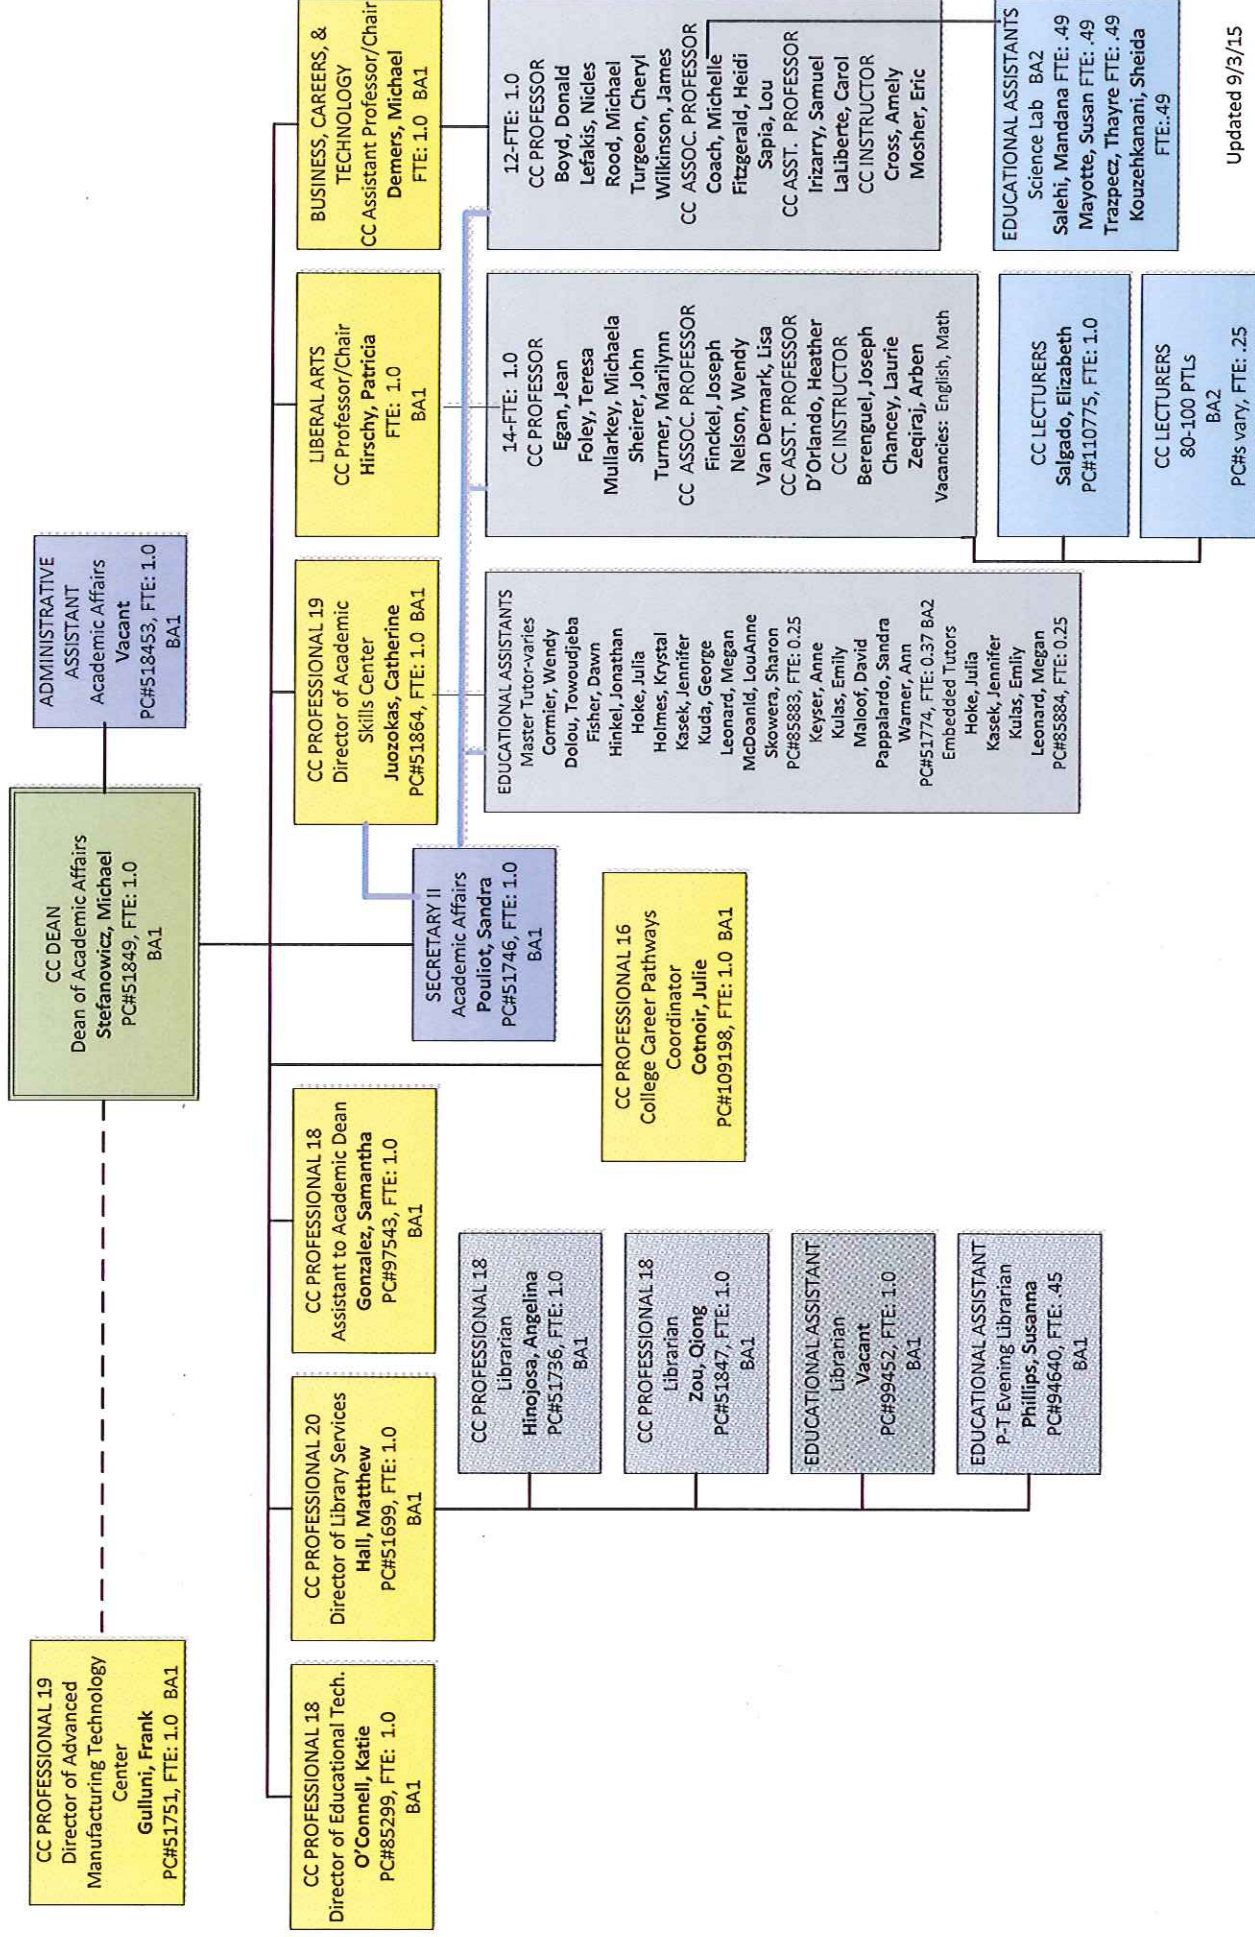 CC DEAN
Dean of Academic Affairs
Stefanowicz, Michael
PC#51849, FTE: 1.0
BA1
CC PROFESSIONAL 19
Director of Advanced
Manufacturing Technology
Center
Gulluni, Frank
PC#51751, FTE: 1.0 BA1
ADMINISTRATIVE
ASSISTANT
Academic Affairs
Vacant
PC#518453, FTE: 1.0
BA1
CC PROFESSIONAL 18
Director of Educational Tech.
O'Connell, Katie
PC#85299, FTE: 1.0
BA1
CC PROFESSIONAL 20
Director of Library Services
Hall, Matthew
PC#51699, FTE: 1.0
BA1
CC PROFESSIONAL 18
Assistant to Academic Dean
Gonzalez, Samantha
PC#97543, FTE: 1.0
BA1
CC PROFESSIONAL 19
Director of Academic
Skills Center
Juozokas, Catherine
PC#51864, FTE: 1.0 BA1
LIBERAL ARTS
CC Professor/Chair
Hirschy, Patricia
FTE: 1.0
BA1
BUSINESS, CAREERS, &
TECHNOLOGY
CC Assistant Professor/Chair
Demers, Michael
FTE: 1.0 BA1
SECRETARY II
Academic Affairs
Pouliot, Sandra
PC#51746, FTE: 1.0
BA1
CC PROFESSIONAL 16
College Career Pathways
Coordinator
Cotnoir, Julie
PC#109198, FTE: 1.0 BA1
CC PROFESSIONAL 18
Librarian
Hinojosa, Angelina
PC#51736, FTE: 1.0
BA1
CC PROFESSIONAL 18
Librarian
Zou, Qiong
PC#51847, FTE: 1.0
BA1
EDUCATIONAL ASSISTANT
Librarian
Vacant
PC#99452, FTE: 1.0
BA1
EDUCATIONAL ASSISTANT
P-T Evening Librarian
Phillips, Susanna
PC#94640, FTE: .45
BA1
EDUCATIONAL ASSISTANTS
Master Tutor-varies
Cormier, Wendy
Dolou, Towoudjeba
Fisher, Dawn
Hinkel, Jonathan
Hoke, Julia
Holmes, Krystal
Kasek, Jennifer
Kuda, George
Leonard, Megan
McDoanld, LouAnne
Skowera, Sharon
PC#85883, FTE: 0.25
Keyser, Anne
Kulas, Emily
Maloof, David
Pappalardo, Sandra
Warner, Ann
PC#51774, FTE: 0.37 BA2
Embedded Tutors
Hoke, Julia
Kasek, Jennifer
Kulas, Emliy
Leonard, Megan
PC#85884, FTE: 0.25
14-FTE: 1.0
CC PROFESSOR
Egan, Jean
Foley, Teresa
Mullarkey, Michaela
Sheirer, John
Turner, Marilynn
CC ASSOC. PROFESSOR
Finckel, Joseph
Nelson, Wendy
Van Dermark, Lisa
CC ASST. PROFESSOR
D'Orlando, Heather
CC INSTRUCTOR
Berenguel, Joseph
Chancey, Laurie
Zeqiraj, Arben
Vacancies: English, Math
12-FTE: 1.0
CC PROFESSOR
Boyd, Donald
Lefakis, Nicles
Rood, Michael
Turgeon, Cheryl
Wilkinson, James
CC ASSOC. PROFESSOR
Coach, Michelle
Fitzgerald, Heidi
Sapia, Lou
CC ASST. PROFESSOR
Irizarry, Samuel
LaLiberte, Carol
CC INSTRUCTOR
Cross, Amely
Mosher, Eric
CC LECTURERS
Salgado, Elizabeth
PC#110775, FTE: 1.0
CC LECTURERS
80-100 PTLs
BA2
PC#s vary, FTE: .25
EDUCATIONAL ASSISTANTS
Science Lab BA2
Salehi, Mandana FTE: .49
Mayotte, Susan FTE: .49
Trazpecz, Thayre FTE: .49
Kouzehkanani, Sheida
FTE:.49
Updated 9/3/15